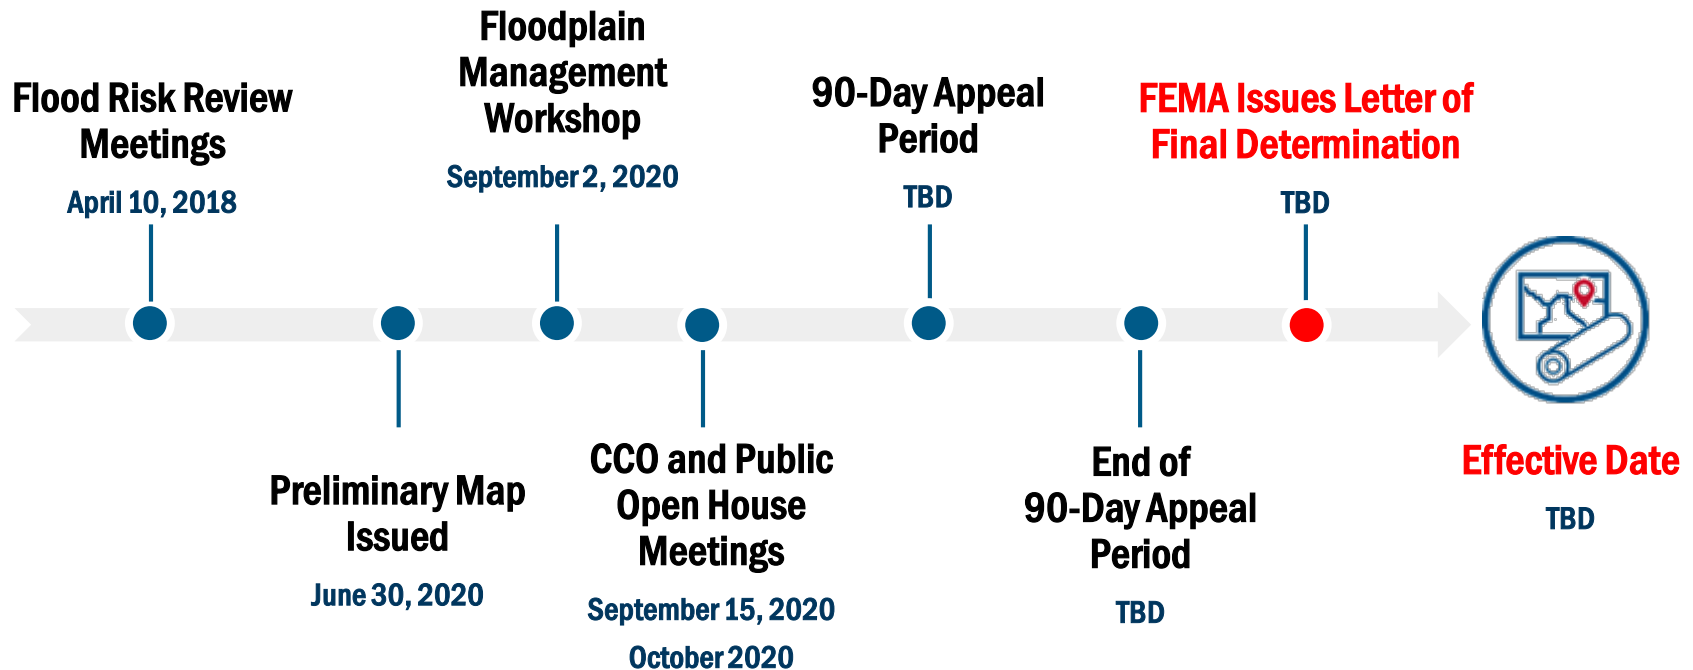 Flood Risk Review
Meetings
April 10, 2018
Preliminary Map
Issued
June 30, 2020
Floodplain
Management
Workshop
September 2, 2020
CCO and Public
Open House
Meetings
September 15, 2020
October 2020
90-Day Appeal
Period
TBD
End of
90-Day Appeal
Period
TBD
FEMA Issues Letter of
Final Determination
TBD
Effective Date
TBD